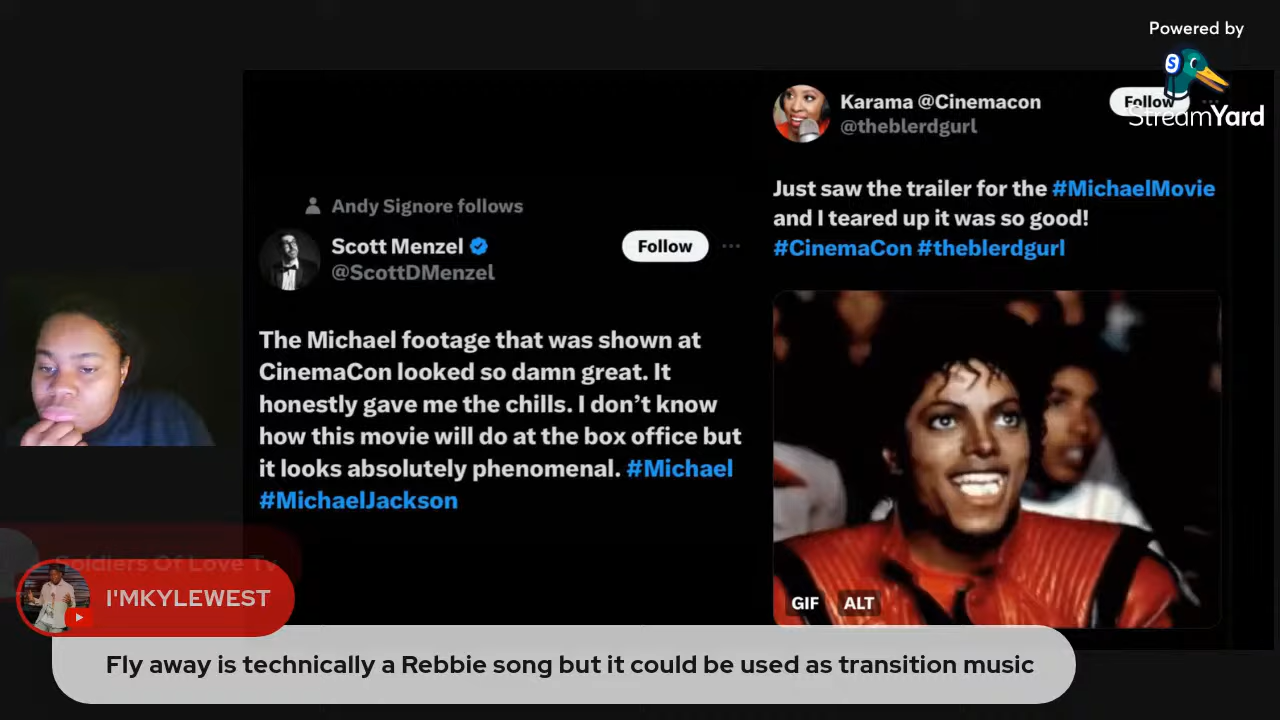 Powered by
StreamYard
Andy Signore follows
Scott Menzel
@ScottDMenzel
Follow
The Michael footage that was shown at
CinemaCon looked so damn great. It
honestly gave me the chills. I don’t know
how this movie will do at the box office but
it looks absolutely phenomenal. #Michael
#MichaelJackson
Karama @Cinemacon
@theblerdgurl
Follow
Just saw the trailer for the #MichaelMovie
and I teared up it was so good!
#CinemaCon #theblerdgurl
GIF ALT
Soldiers Of Love Tv
I'MKYLEWEST
Fly away is technically a Rebbie song but it could be used as transition music